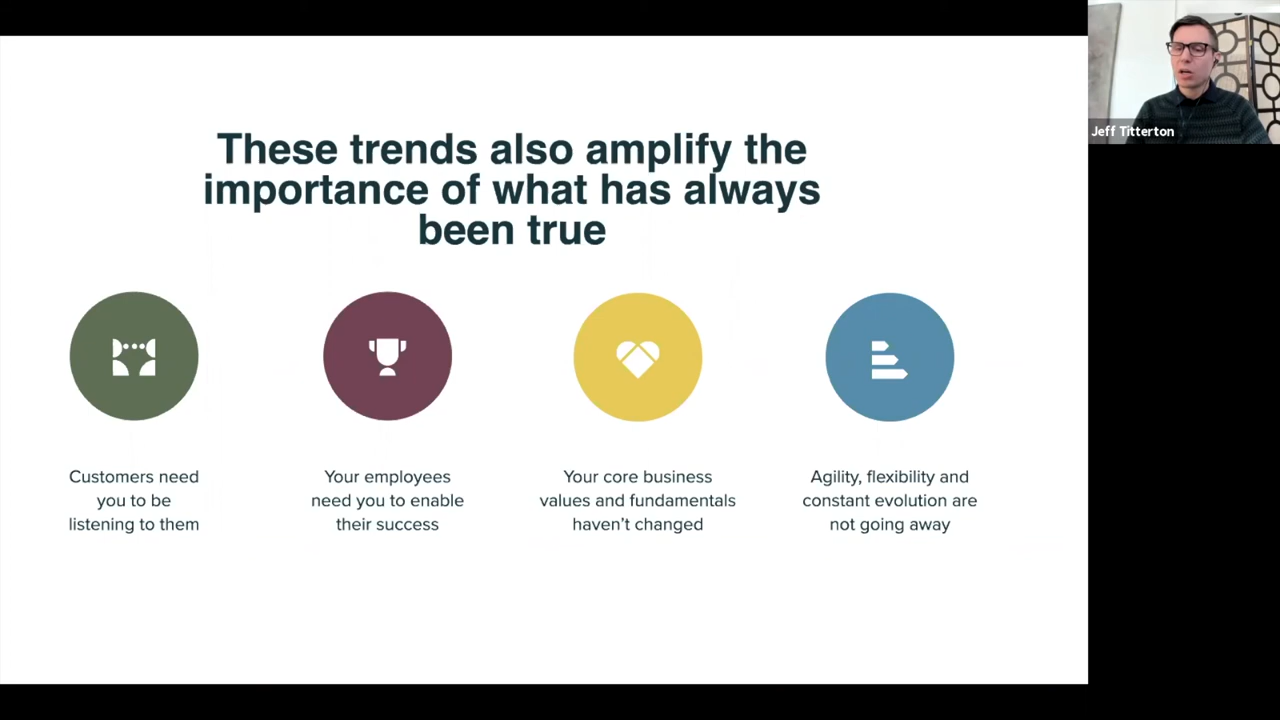 These trends also amplify the
importance of what has always
been true
Customers need
you to be
listening to them
Your employees
need you to enable
their success
Your core business
values and fundamentals
haven't changed
Agility, flexibility and
constant evolution are
not going away
Jeff Titterton